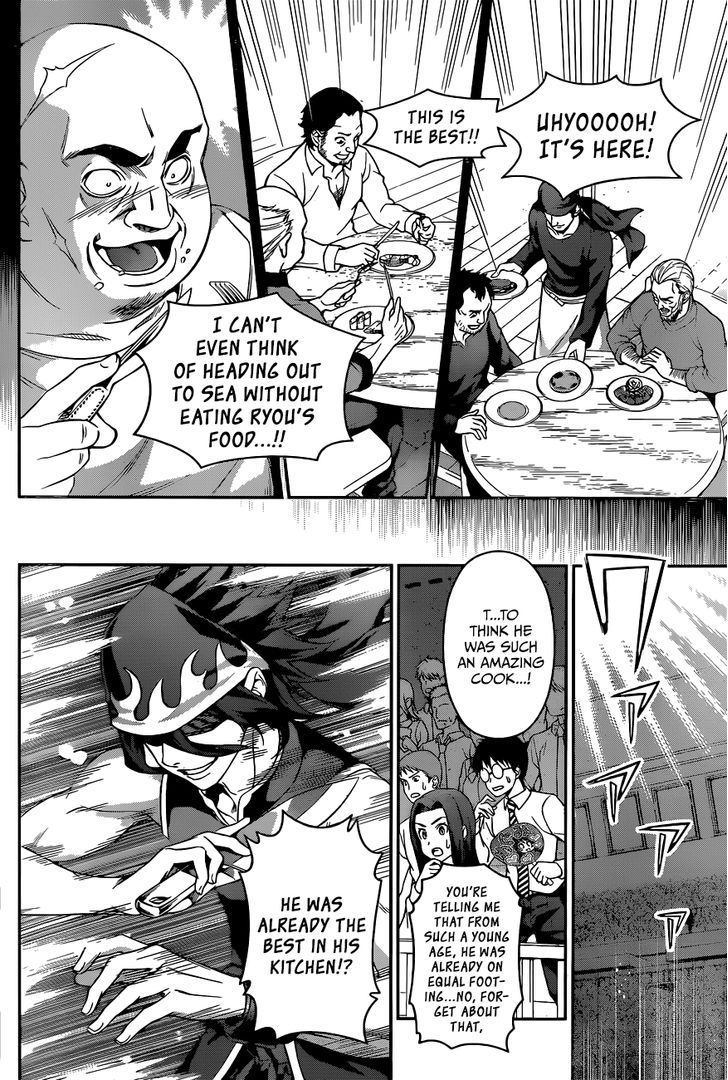 UHYOOOOH!
IT'S HERE!
THIS IS
THE BEST!!
I CAN'T
EVEN THINK
OF HEADING OUT
TO SEA WITHOUT
EATING RYOU'S
FOOD...!!
T...TO
THINK HE
WAS SUCH
AN AMAZING
COOK...!
YOU'RE
TELLING ME
THAT FROM
SUCH A YOUNG
AGE, HE WAS
ALREADY ON
EQUAL FOOT-
ING...NO, FOR-
GET ABOUT
THAT,
HE WAS
ALREADY THE
BEST IN HIS
KITCHEN!?